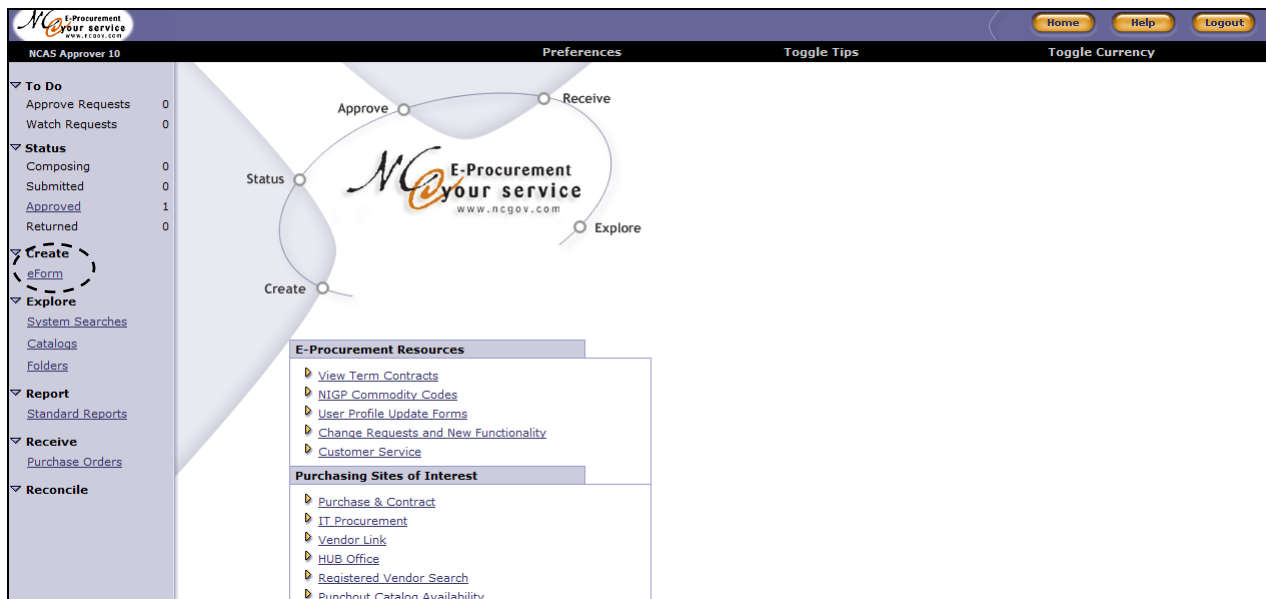 NC E-Procurement
@your service
www.ncgov.com
Home Help Logout
NCAS Approver 10 Preferences Toggle Tips Toggle Currency
To Do
Approve Requests 0
Watch Requests 0
Status
Composing 0
Submitted 0
Approved 1
Returned 0
Create
eForm
Explore
System Searches
Catalogs
Folders
Report
Standard Reports
Receive
Purchase Orders
Reconcile
Approve
Receive
Status
NC E-Procurement
@your service
www.ncgov.com
Explore
Create
E-Procurement Resources
View Term Contracts
NIGP Commodity Codes
User Profile Update Forms
Change Requests and New Functionality
Customer Service
Purchasing Sites of Interest
Purchase & Contract
IT Procurement
Vendor Link
HUB Office
Registered Vendor Search
Punchout Catalog Availability